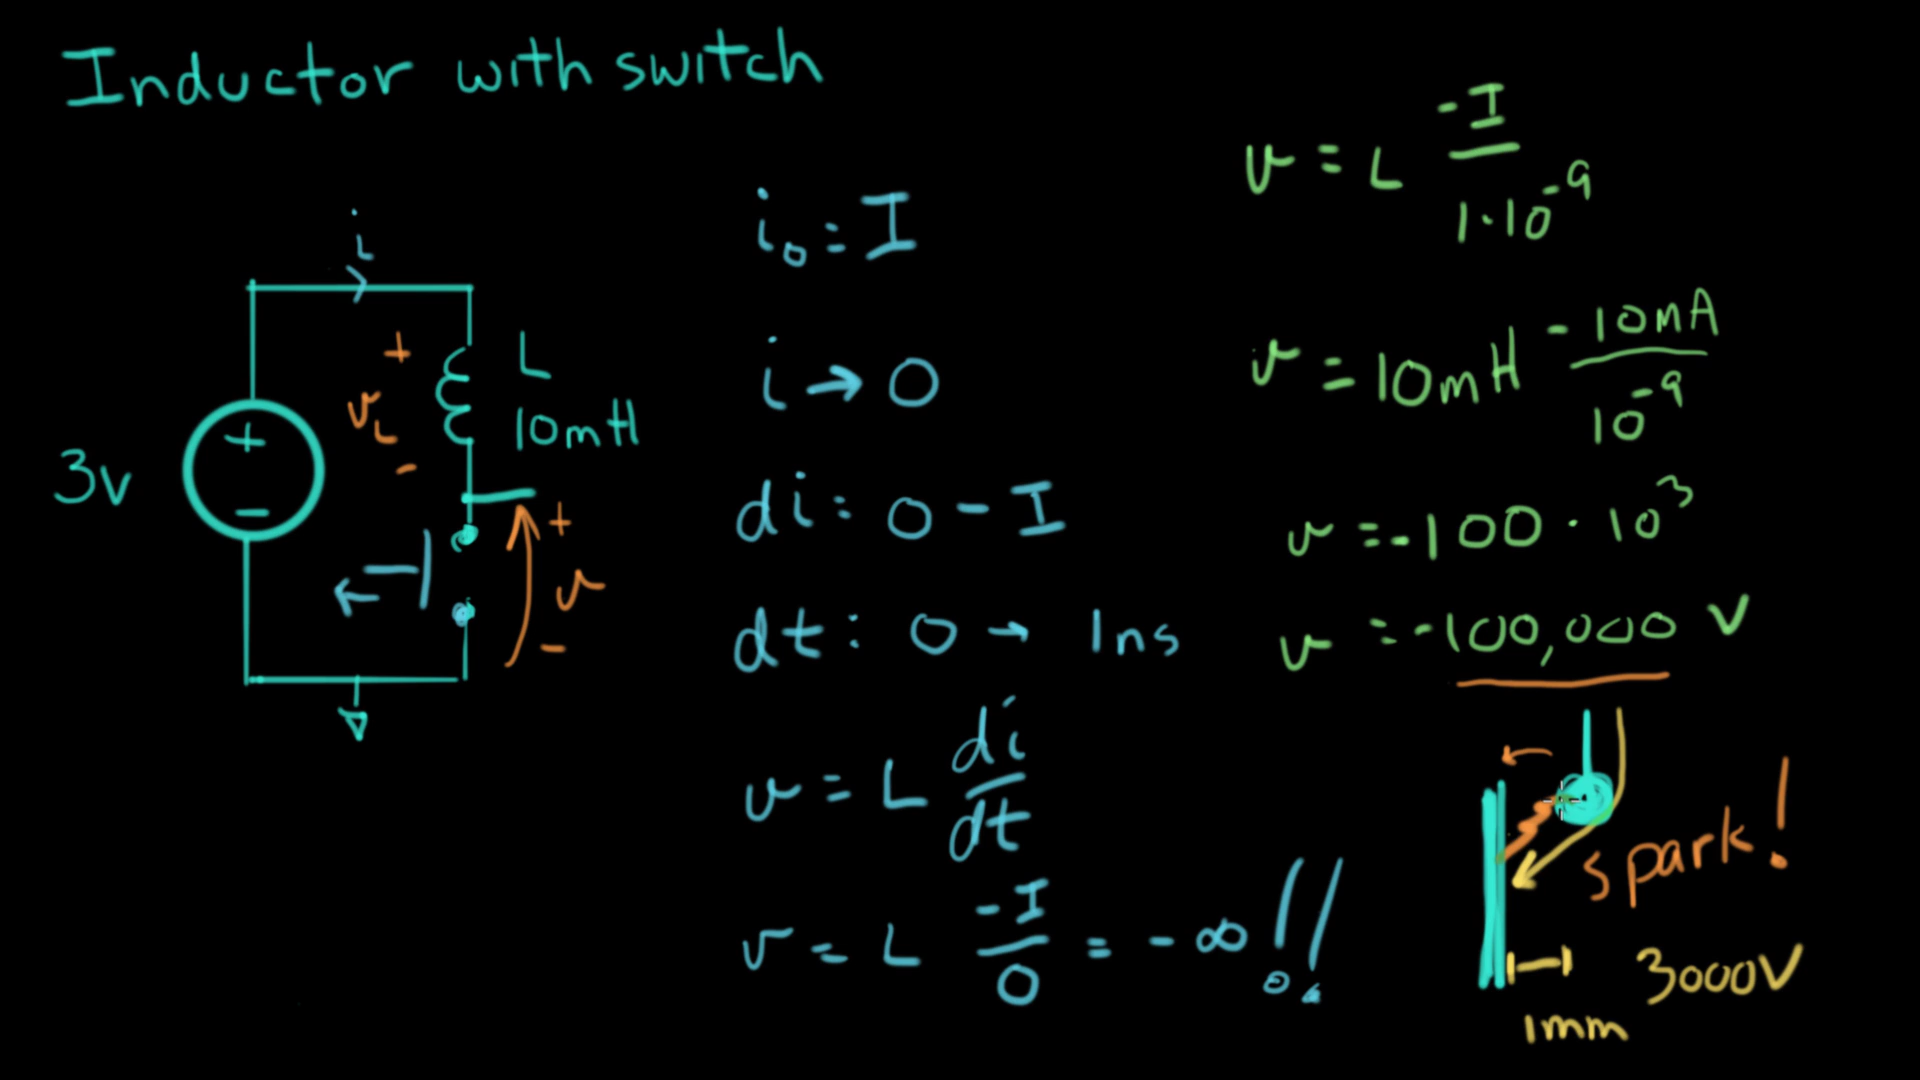 Inductor with switch
i
+
v_L
-
L
10mH
3v
+
-
+
v
-
i₀ = I
i → 0
di: 0 - I
dt: 0 → 1ns
v = L di/dt
v = L -I/0 = -∞ !!
v = L -I/1·10⁻⁹
v = 10mH -10mA/10⁻⁹
v = -100 · 10³
v = -100,000 V
spark!
3000V
1mm